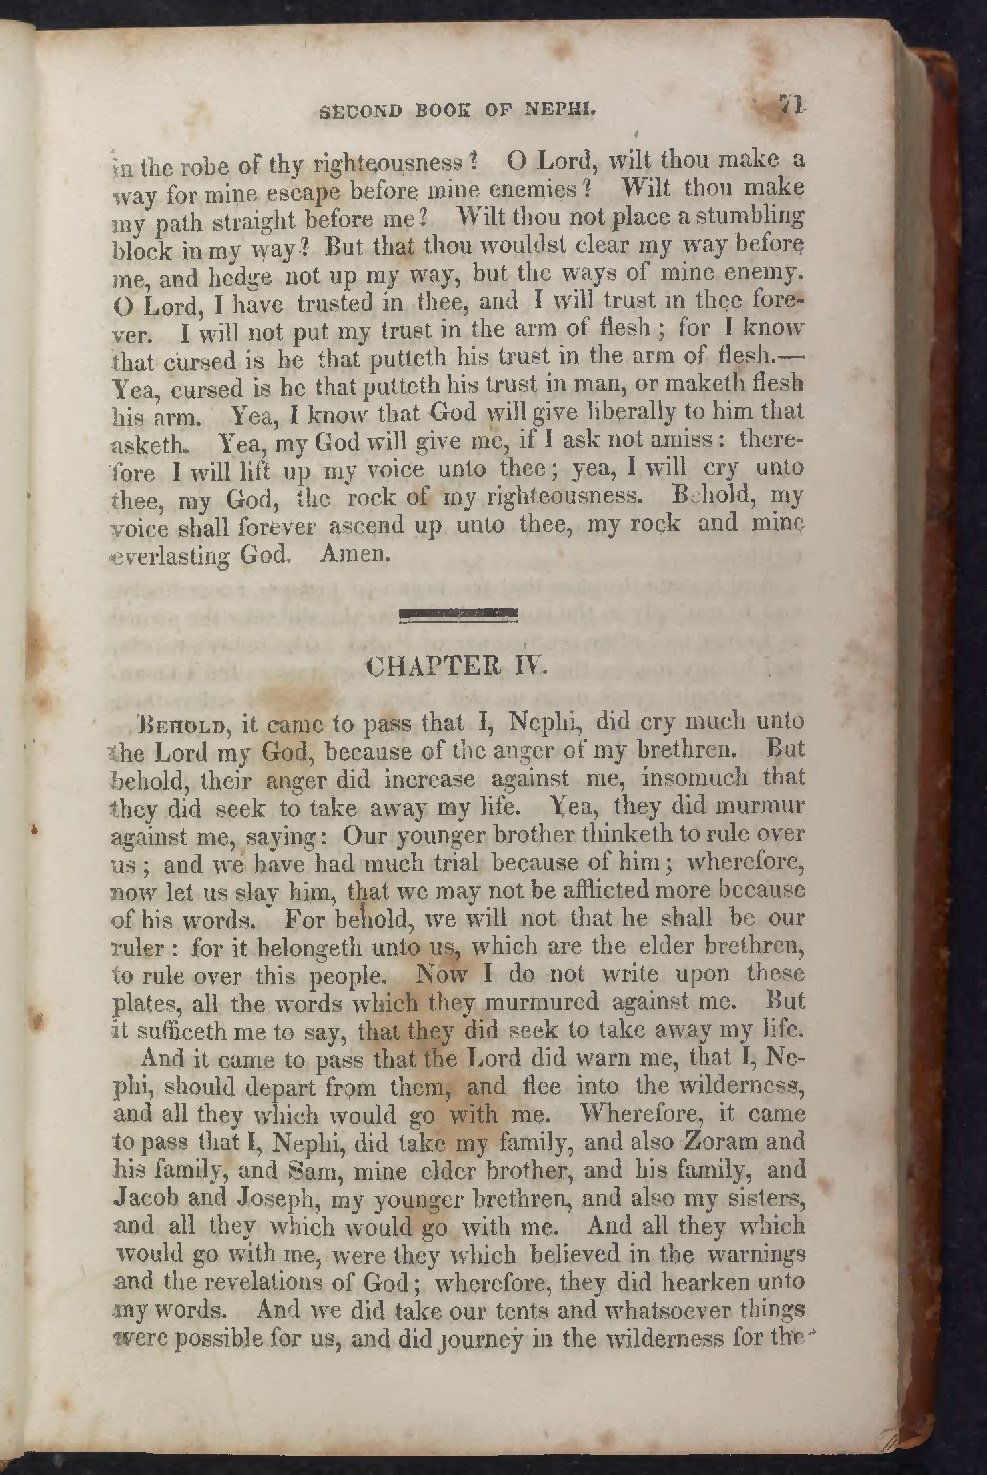 SECOND BOOK OF NEPHI. 71
in the robe of thy righteousness? O Lord, wilt thou make a
way for mine escape before mine enemies? Wilt thou make
my path straight before me? Wilt thou not place a stumbling
block in my way? But that thou wouldst clear my way before
me, and hedge not up my way, but the ways of mine enemy.
O Lord, I have trusted in thee, and I will trust in thee fore-
ver. I will not put my trust in the arm of flesh; for I know
that cursed is he that putteth his trust in the arm of flesh.—
Yea, cursed is he that putteth his trust in man, or maketh flesh
his arm. Yea, I know that God will give liberally to him that
asketh. Yea, my God will give me, if I ask not amiss: there-
fore I will lift up my voice unto thee; yea, I will cry unto
thee, my God, the rock of my righteousness. Behold, my
voice shall forever ascend up unto thee, my rock and mine
everlasting God. Amen.
CHAPTER IV.
BEHOLD, it came to pass that I, Nephi, did cry much unto
the Lord my God, because of the anger of my brethren. But
behold, their anger did increase against me, insomuch that
they did seek to take away my life. Yea, they did murmur
against me, saying: Our younger brother thinketh to rule over
us; and we have had much trial because of him; wherefore,
now let us slay him, that we may not be afflicted more because
of his words. For behold, we will not that he shall be our
ruler: for it belongeth unto us, which are the elder brethren,
to rule over this people. Now I do not write upon these
plates, all the words which they murmured against me. But
it sufficeth me to say, that they did seek to take away my life.
And it came to pass that the Lord did warn me, that I, Ne-
phi, should depart from them, and flee into the wilderness,
and all they which would go with me. Wherefore, it came
to pass that I, Nephi, did take my family, and also Zoram and
his family, and Sam, mine elder brother, and his family, and
Jacob and Joseph, my younger brethren, and also my sisters,
and all they which would go with me. And all they which
would go with me, were they which believed in the warnings
and the revelations of God; wherefore, they did hearken unto
my words. And we did take our tents and whatsoever things
were possible for us, and did journey in the wilderness for the